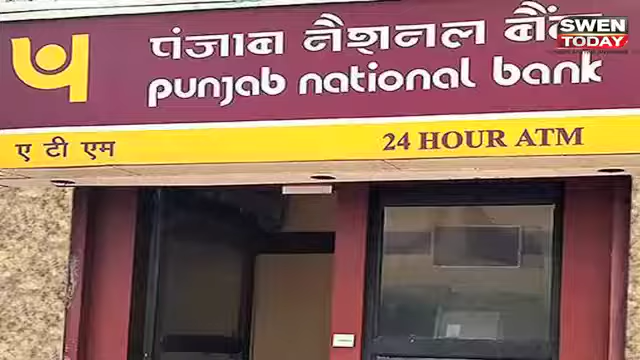 पंजाब नैशनल बैंक
punjab national bank
ए टी एम
24 HOUR ATM
SWEN
TODAY